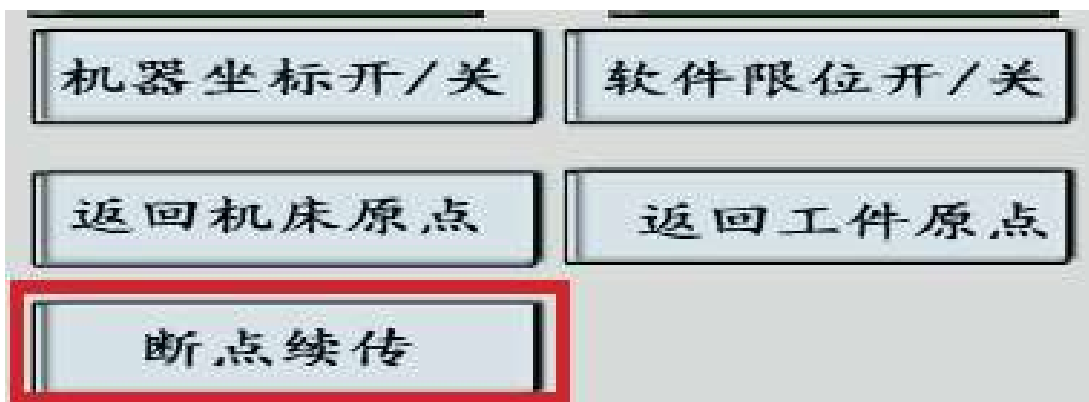 机器坐标开/关
软件限位开/关
返回机床原点
返回工件原点
断点续传